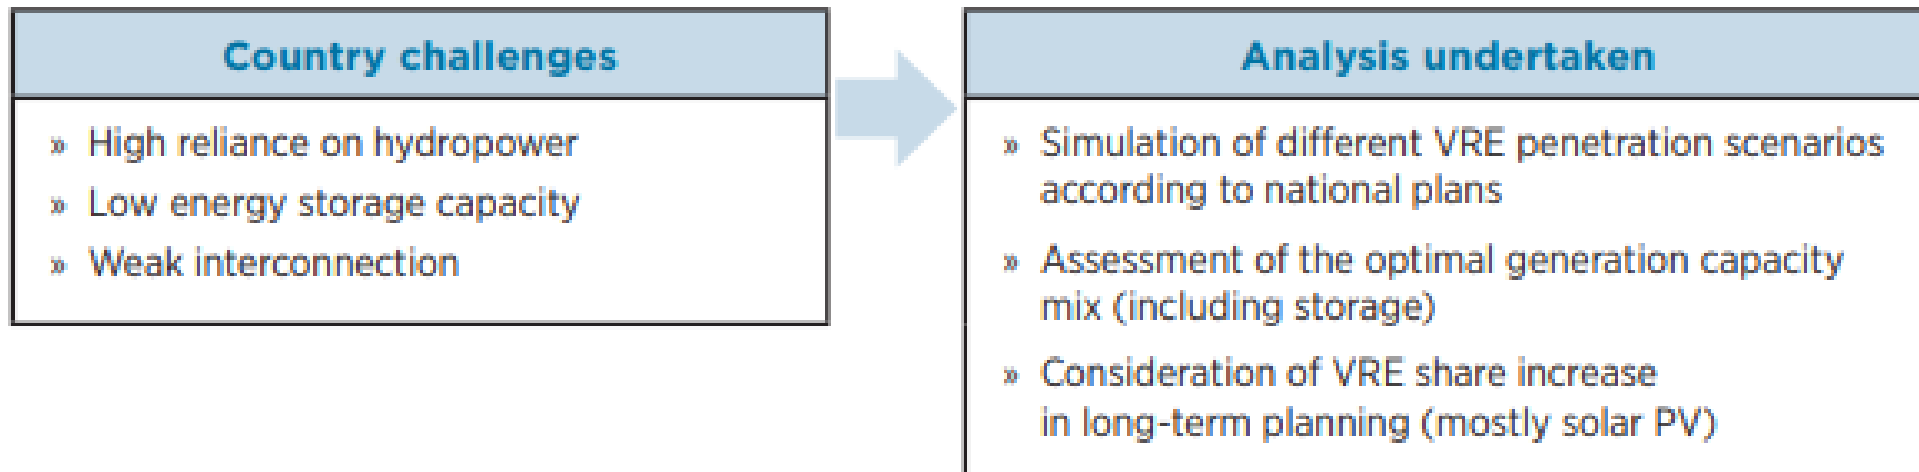 Country challenges
» High reliance on hydropower
» Low energy storage capacity
» Weak interconnection
Analysis undertaken
» Simulation of different VRE penetration scenarios
according to national plans
» Assessment of the optimal generation capacity
mix (including storage)
» Consideration of VRE share increase
in long-term planning (mostly solar PV)